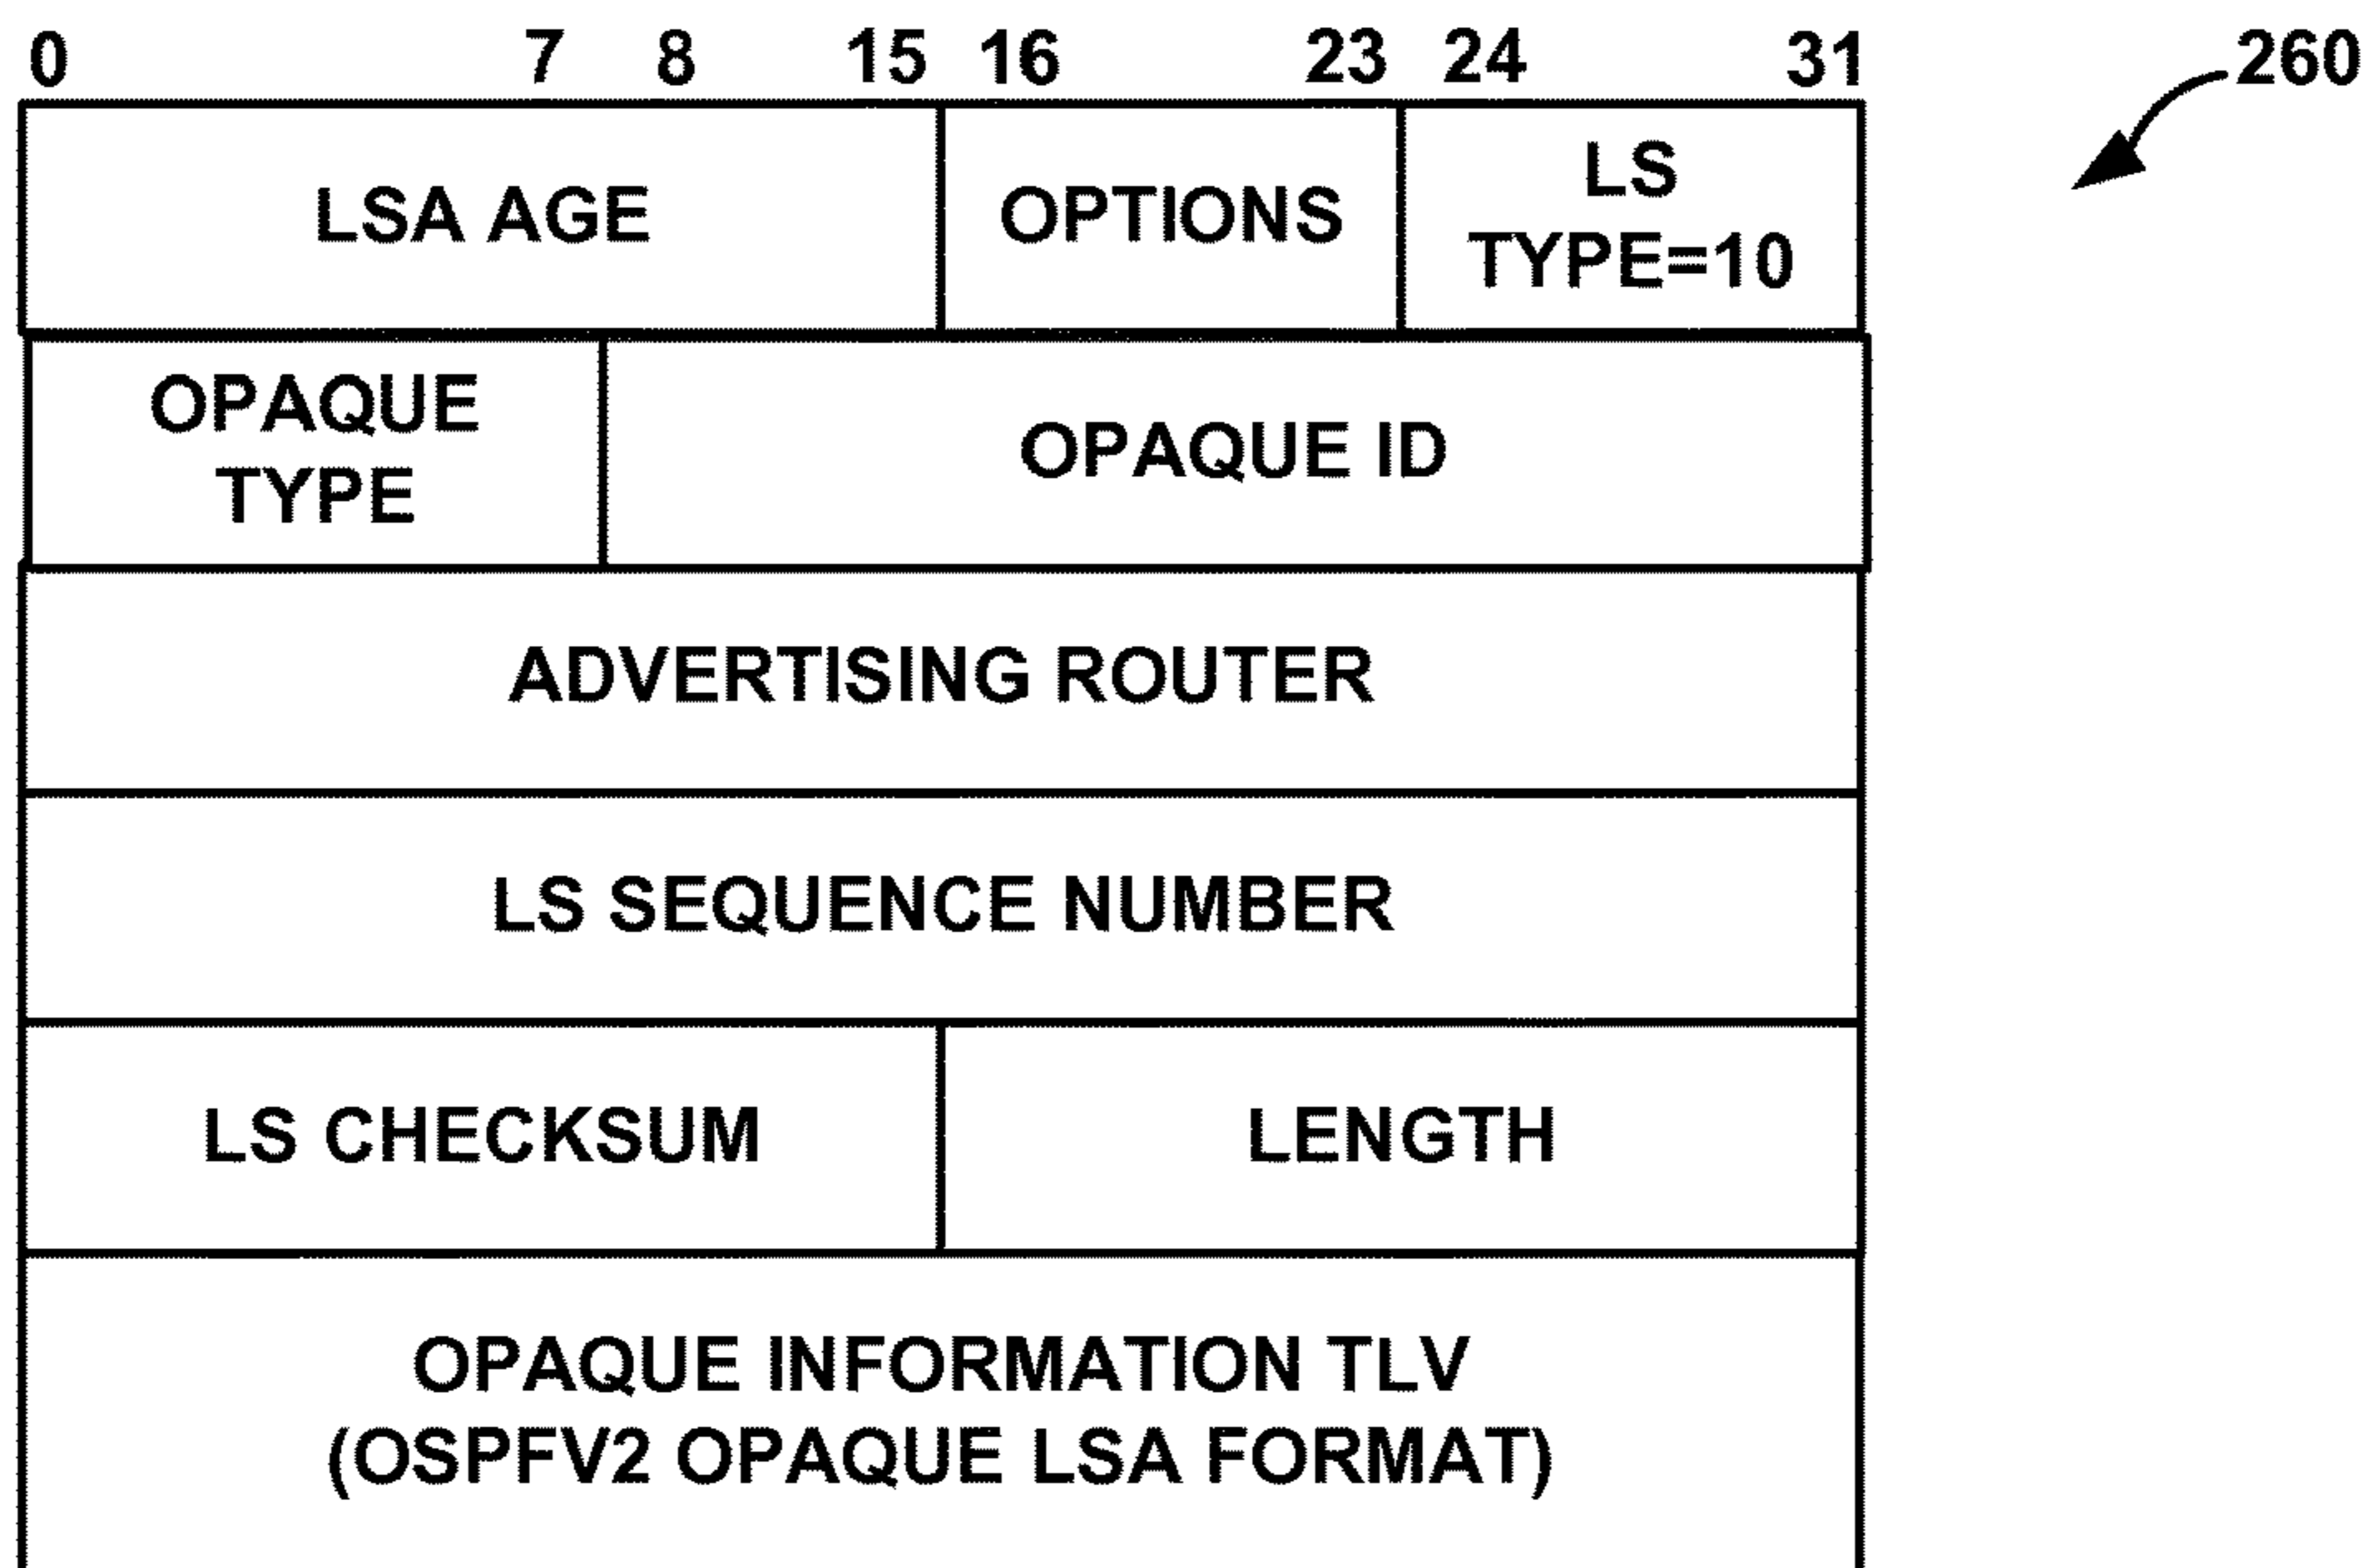 0 7 8 15 16 23 24 31
260
LSA AGE
OPTIONS
LS
TYPE=10
OPAQUE
TYPE
OPAQUE ID
ADVERTISING ROUTER
LS SEQUENCE NUMBER
LS CHECKSUM
LENGTH
OPAQUE INFORMATION TLV
(OSPFV2 OPAQUE LSA FORMAT)